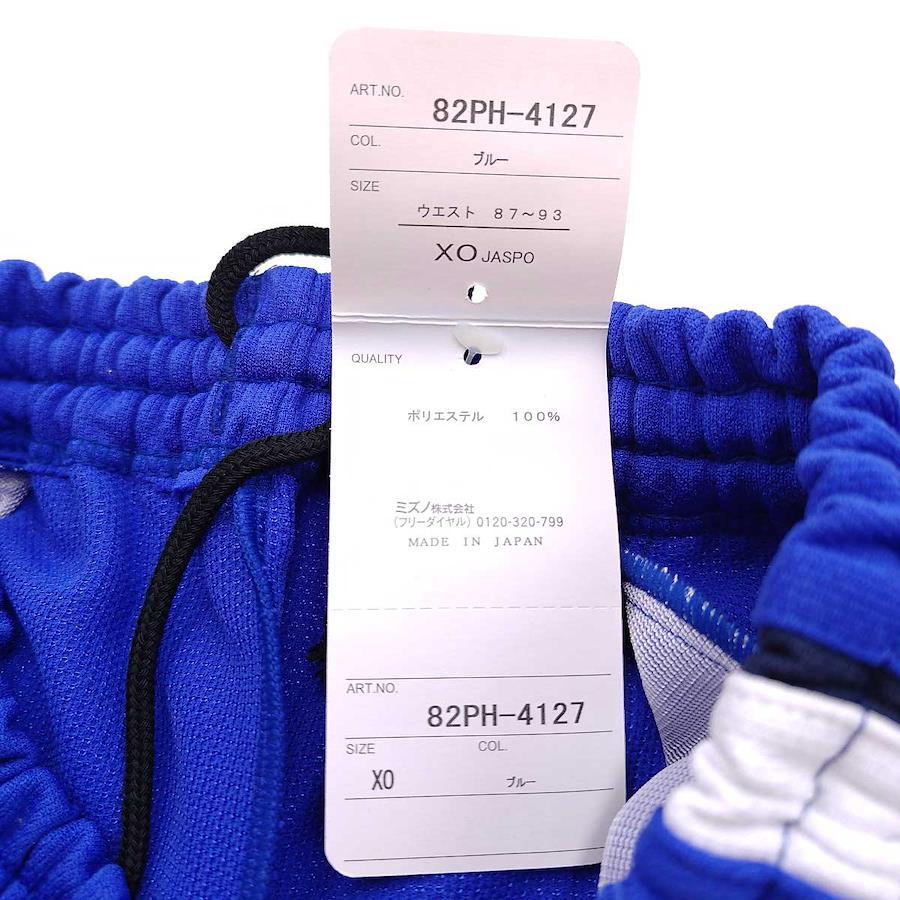 ART.NO.
82PH-4127
COL.
ブルー
SIZE
ウエスト 87～93
XO JASPO
QUALITY
ポリエステル 100%
ミズノ株式会社
(フリーダイヤル) 0120-320-799
MADE IN JAPAN
ART.NO.
82PH-4127
SIZE COL.
XO ブルー